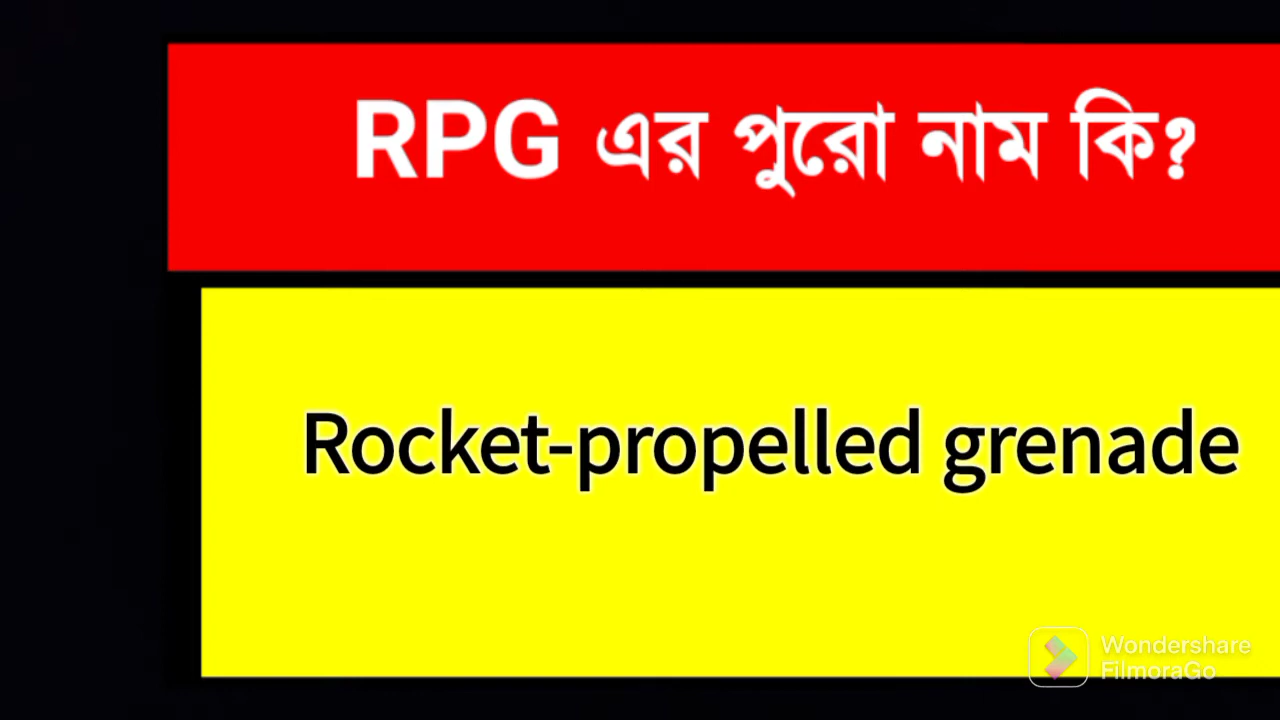 RPG এর পুরো নাম কি?
Rocket-propelled grenade
Wondershare
FilmoraGo